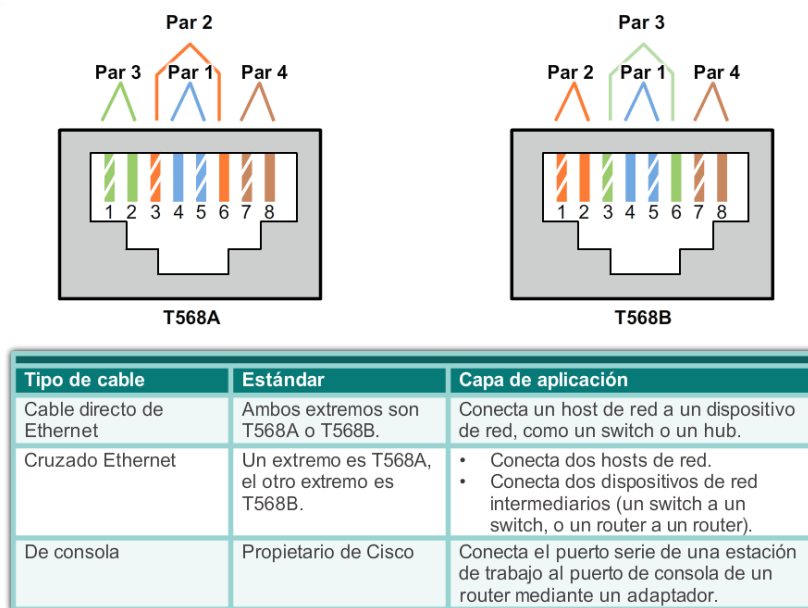 Par 2
Par 3
Par 1
Par 4
1 2 3 4 5 6 7 8
T568A
Par 3
Par 2
Par 1
Par 4
1 2 3 4 5 6 7 8
T568B
Tipo de cable
Estándar
Capa de aplicación
Cable directo de
Ethernet
Ambos extremos son
T568A o T568B.
Conecta un host de red a un dispositivo
de red, como un switch o un hub.
Cruzado Ethernet
Un extremo es T568A,
el otro extremo es
T568B.
• Conecta dos hosts de red.
• Conecta dos dispositivos de red
intermediarios (un switch a un
switch, o un router a un router).
De consola
Propietario de Cisco
Conecta el puerto serie de una estación
de trabajo al puerto de consola de un
router mediante un adaptador.